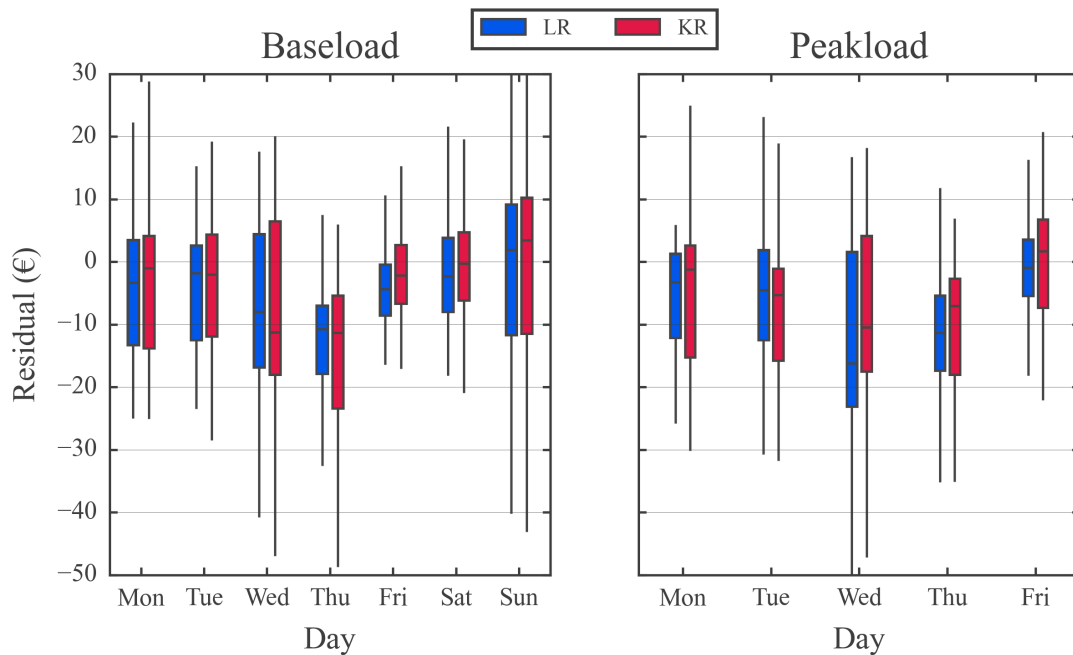 LR KR
Baseload Peakload
Residual (€)
30
20
10
0
−10
−20
−30
−40
−50
Mon Tue Wed Thu Fri Sat Sun
Day
Mon Tue Wed Thu Fri
Day